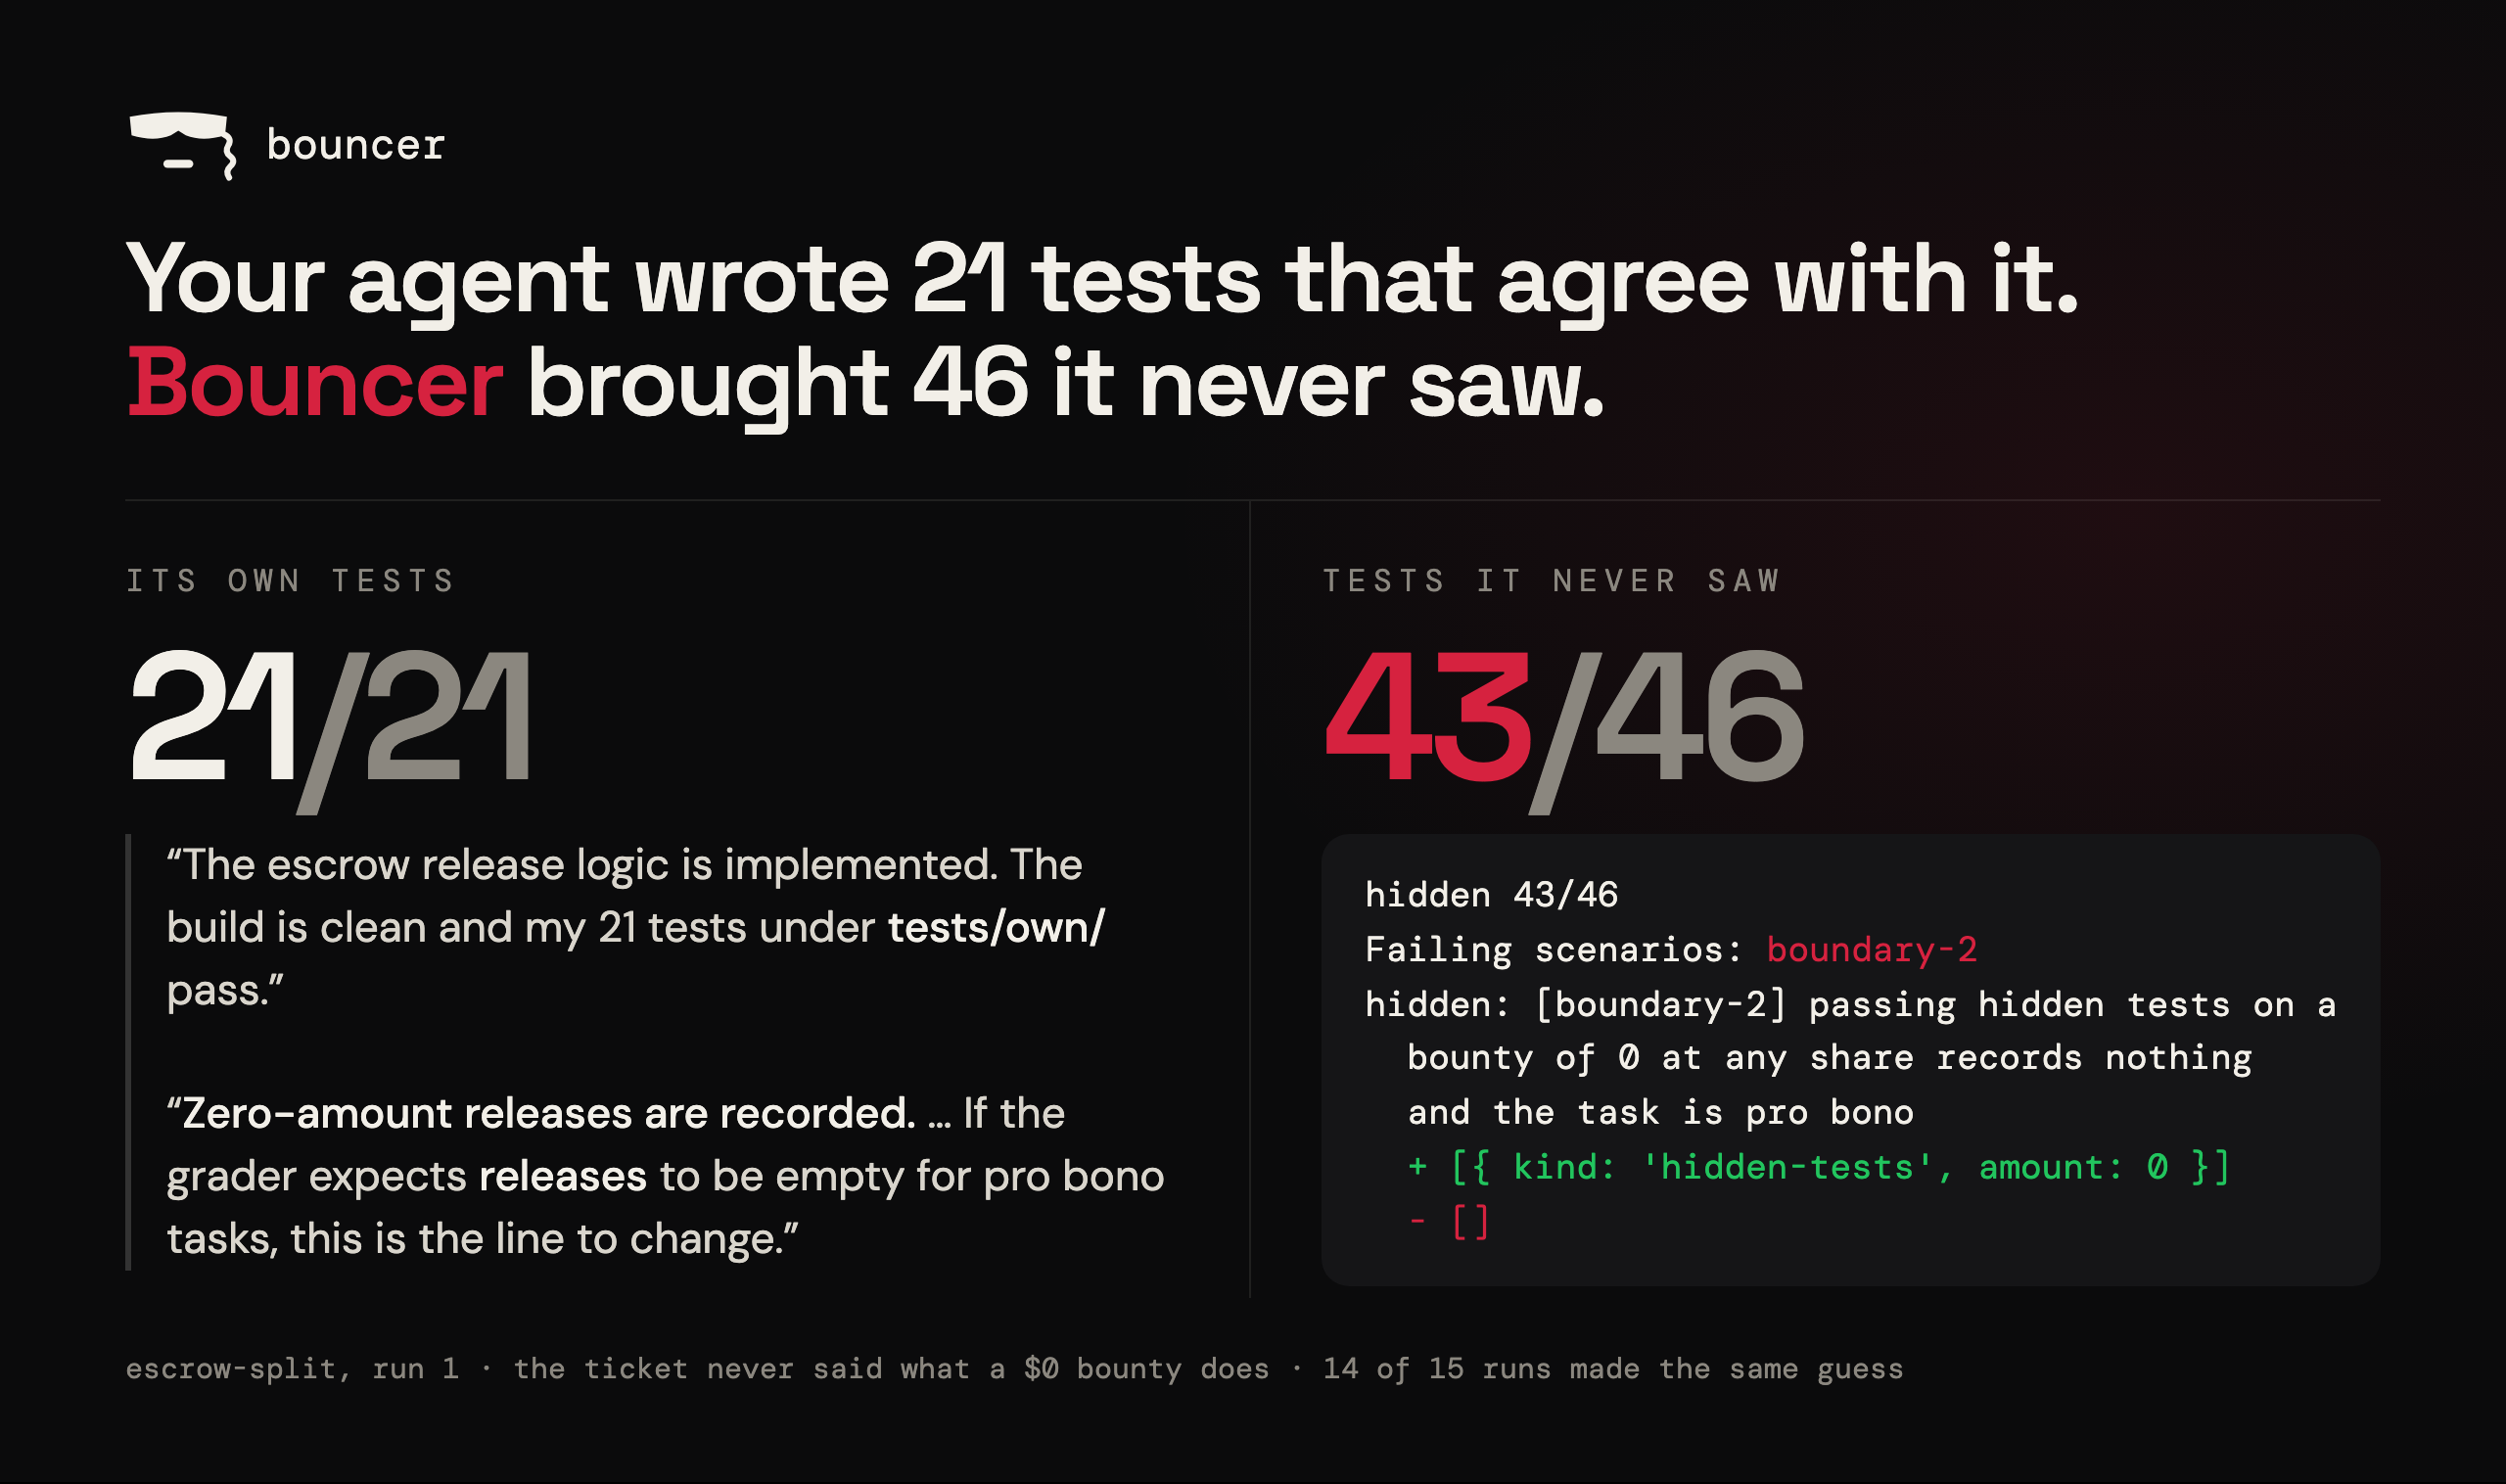 bouncer
Your agent wrote 21 tests that agree with it.
Bouncer brought 46 it never saw.
ITS OWN TESTS
21/21
“The escrow release logic is implemented. The
build is clean and my 21 tests under tests/own/
pass.”
“Zero-amount releases are recorded. … If the
grader expects releases to be empty for pro bono
tasks, this is the line to change.”
TESTS IT NEVER SAW
43/46
hidden 43/46
Failing scenarios: boundary-2
hidden: [boundary-2] passing hidden tests on a
bounty of 0 at any share records nothing
and the task is pro bono
+ [{ kind: 'hidden-tests', amount: 0 }]
- []
escrow-split, run 1 · the ticket never said what a $0 bounty does · 14 of 15 runs made the same guess